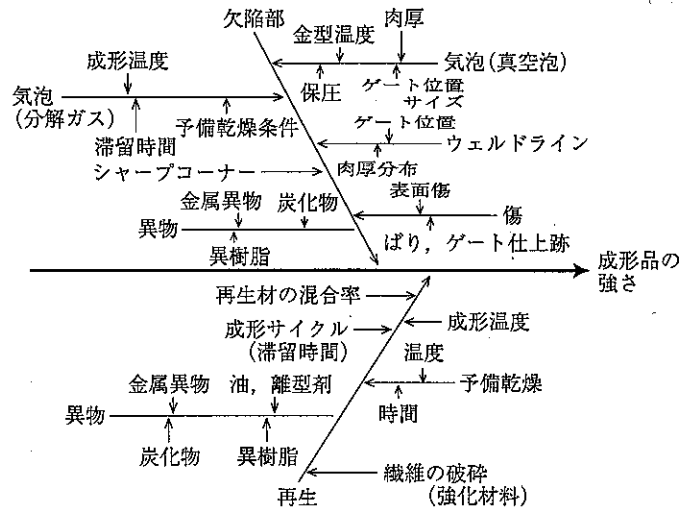 欠陥部
金型温度
肉厚
成形温度
気泡(真空泡)
気泡
(分解ガス)
保圧
ゲート位置
サイズ
予備乾燥条件
ゲート位置
滞留時間
ウェルドライン
シャープコーナー
肉厚分布
表面傷
金属異物
炭化物
傷
異物
ばり，ゲート仕上跡
異樹脂
成形品の
強さ
再生材の混合率
成形サイクル
(滞留時間)
成形温度
温度
金属異物
油，離型剤
予備乾燥
時間
異物
炭化物
異樹脂
繊維の破砕
(強化材料)
再生